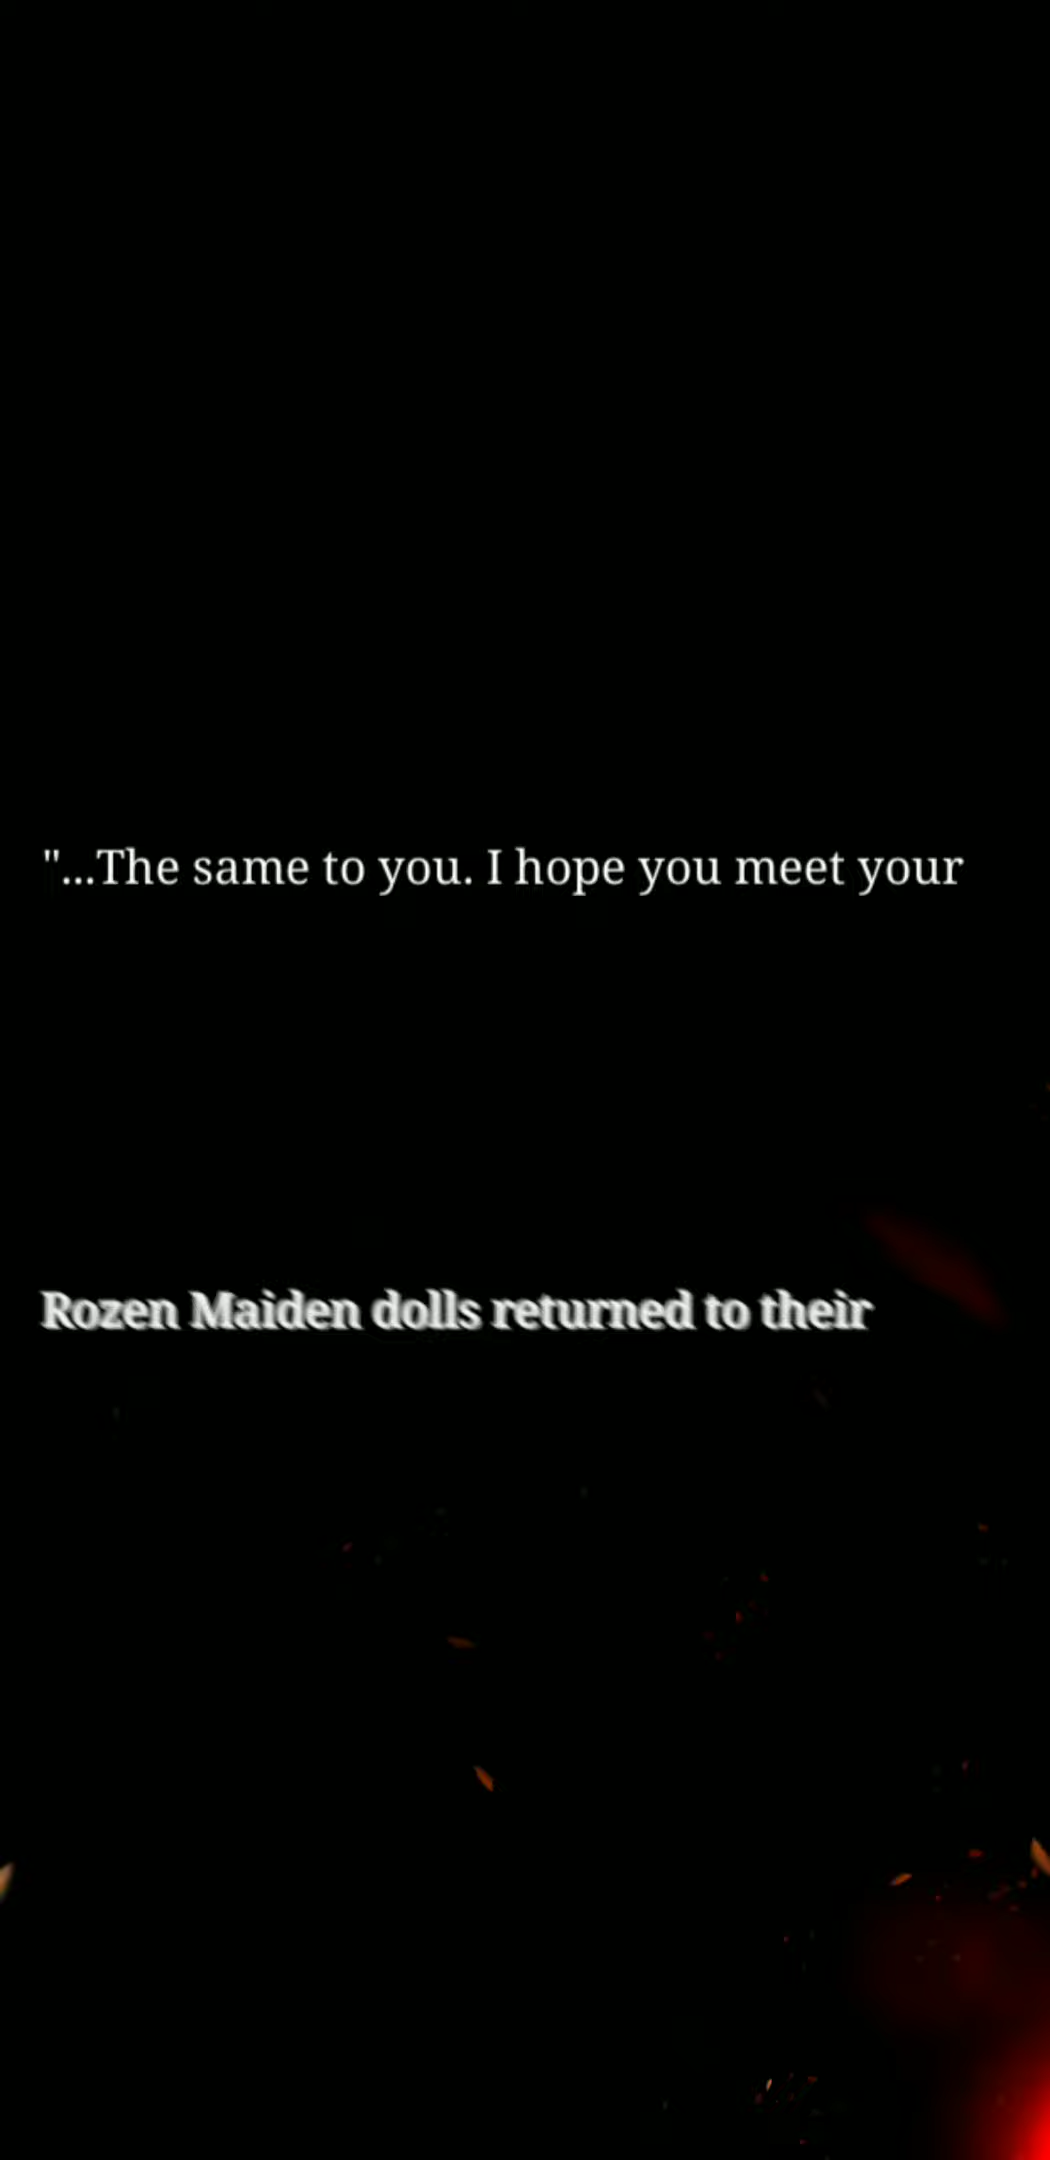 "...The same to you. I hope you meet your
Rozen Maiden dolls returned to their